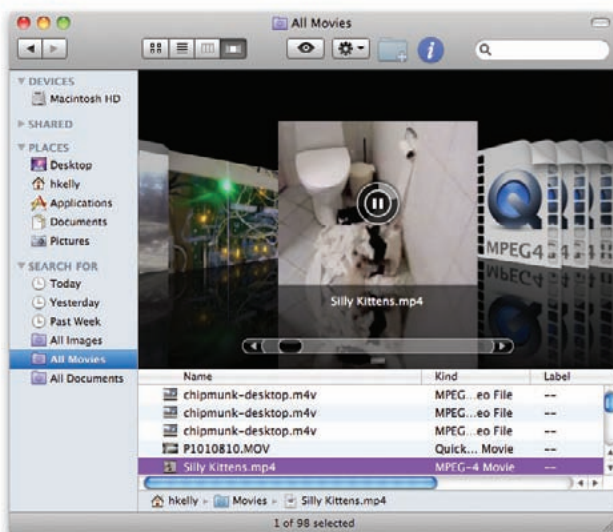 All Movies
DEVICES
Macintosh HD
SHARED
PLACES
Desktop
hkelly
Applications
Documents
Pictures
SEARCH FOR
Today
Yesterday
Past Week
All Images
All Movies
All Documents
MPEG4
Silly Kittens.mp4
Name Kind Label
chipmunk-desktop.m4v MPEG...eo File --
chipmunk-desktop.m4v MPEG...eo File --
chipmunk-desktop.m4v MPEG...eo File --
P1010810.MOV Quick... Movie --
Silly Kittens.mp4 MPEG-4 Movie --
hkelly Movies Silly Kittens.mp4
1 of 98 selected